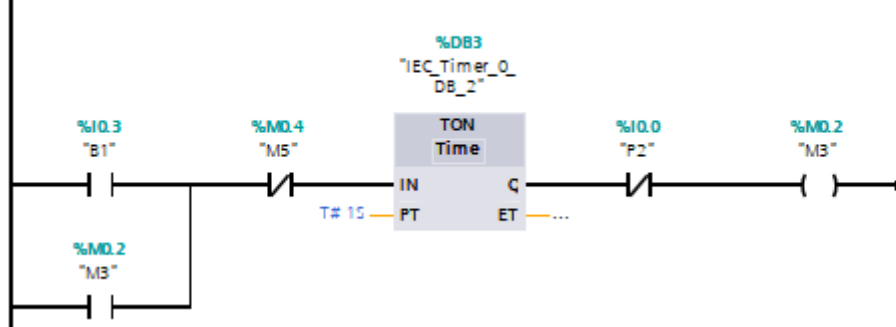 %DB3
"IEC_Timer_0_
DB_2"
%I0.3
"B1"
%M0.4
"M5"
TON
Time
%I0.0
"P2"
%M0.2
"M3"
IN
Q
T# 1S
PT
ET
...
%M0.2
"M3"